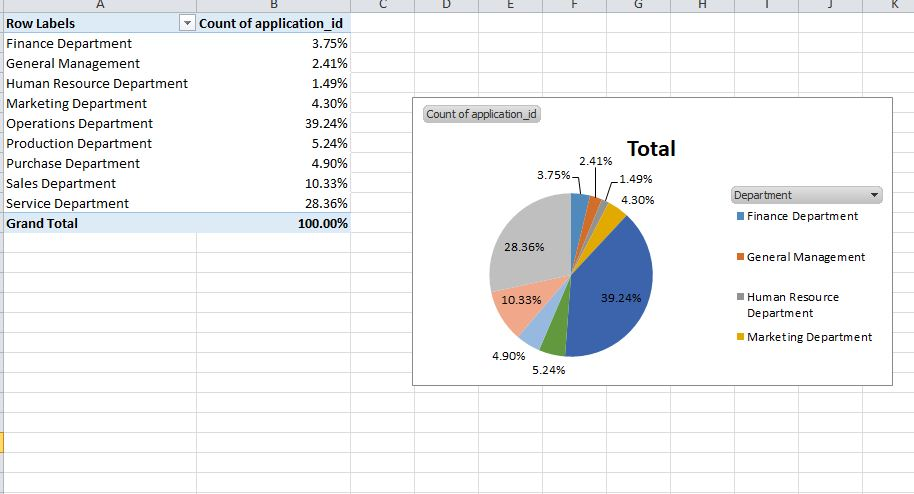 A B C D E F G H I J K
Row Labels Count of application_id
Finance Department 3.75%
General Management 2.41%
Human Resource Department 1.49%
Marketing Department 4.30%
Operations Department 39.24%
Production Department 5.24%
Purchase Department 4.90%
Sales Department 10.33%
Service Department 28.36%
Grand Total 100.00%
Count of application_id
Total
2.41%
3.75%
1.49%
4.30%
28.36%
39.24%
10.33%
4.90%
5.24%
Department
Finance Department
General Management
Human Resource
Department
Marketing Department